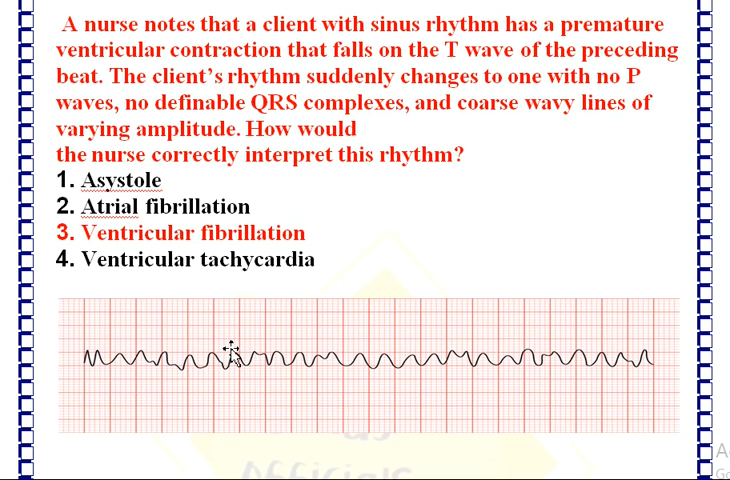 A nurse notes that a client with sinus rhythm has a premature
ventricular contraction that falls on the T wave of the preceding
beat. The client's rhythm suddenly changes to one with no P
waves, no definable QRS complexes, and coarse wavy lines of
varying amplitude. How would
the nurse correctly interpret this rhythm?
1. Asystole
2. Atrial fibrillation
3. Ventricular fibrillation
4. Ventricular tachycardia